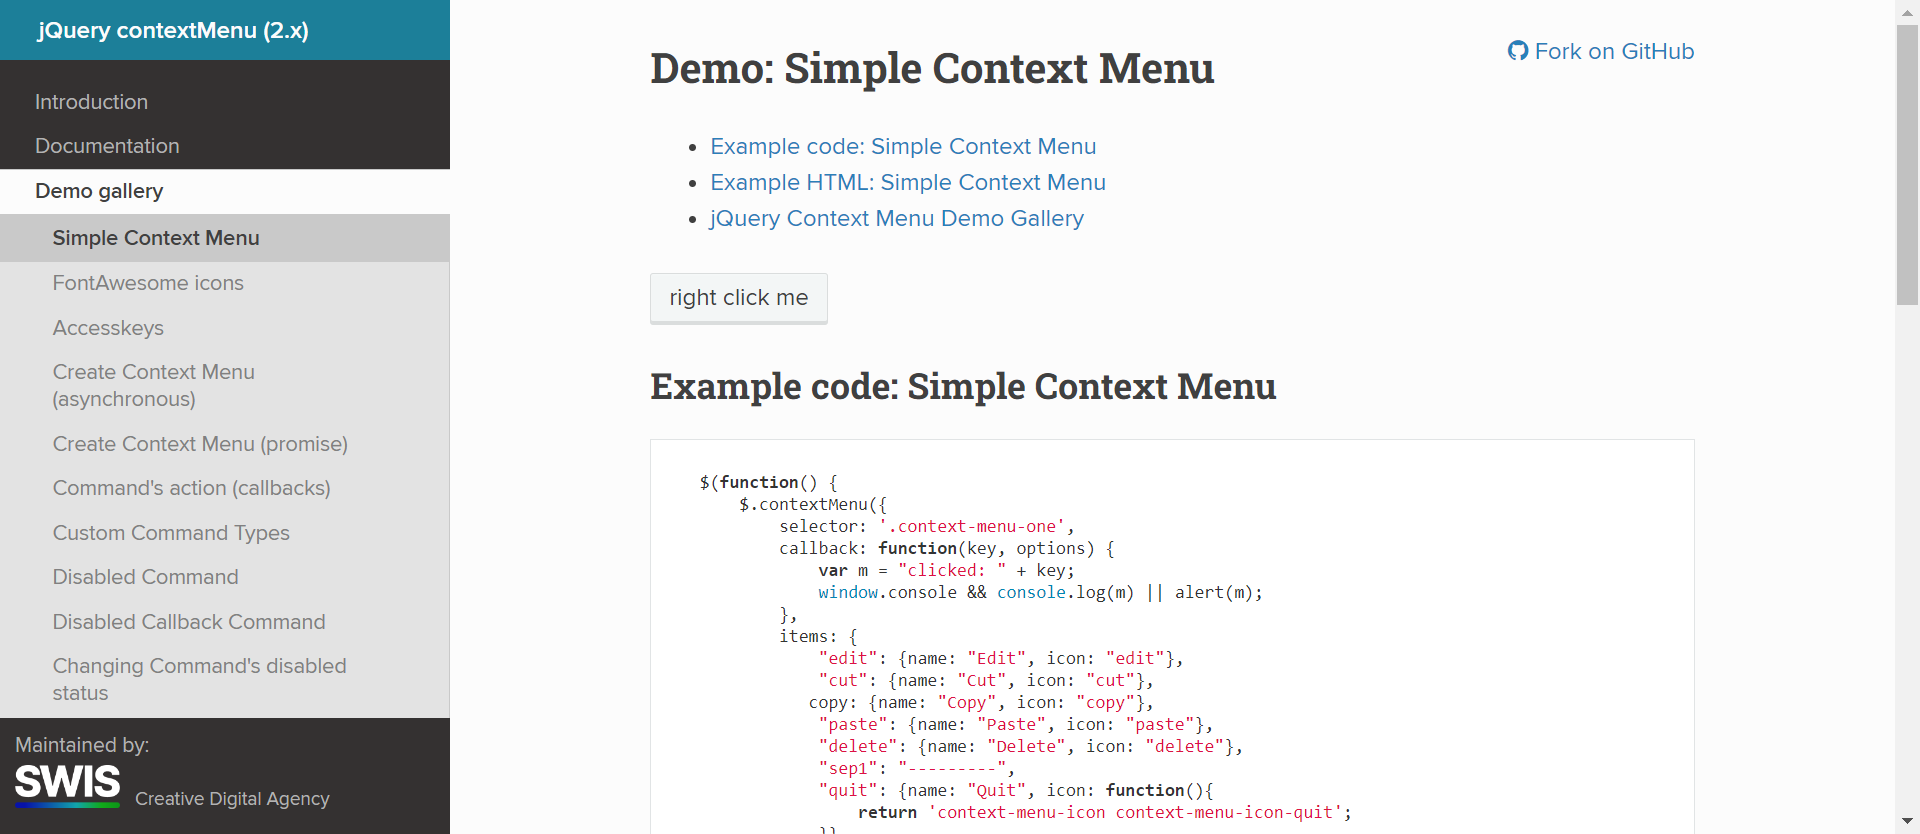 jQuery contextMenu (2.x)
Introduction
Documentation
Demo gallery
Simple Context Menu
FontAwesome icons
Accesskeys
Create Context Menu
(asynchronous)
Create Context Menu (promise)
Command's action (callbacks)
Custom Command Types
Disabled Command
Disabled Callback Command
Changing Command's disabled
status
Maintained by:
SWIS
Creative Digital Agency
Fork on GitHub
Demo: Simple Context Menu
Example code: Simple Context Menu
Example HTML: Simple Context Menu
jQuery Context Menu Demo Gallery
right click me
Example code: Simple Context Menu
$(function() {
    $.contextMenu({
        selector: '.context-menu-one',
        callback: function(key, options) {
            var m = "clicked: " + key;
            window.console && console.log(m) || alert(m);
        },
        items: {
            "edit": {name: "Edit", icon: "edit"},
            "cut": {name: "Cut", icon: "cut"},
           copy: {name: "Copy", icon: "copy"},
            "paste": {name: "Paste", icon: "paste"},
            "delete": {name: "Delete", icon: "delete"},
            "sep1": "---------",
            "quit": {name: "Quit", icon: function(){
                return 'context-menu-icon context-menu-icon-quit';
            }}